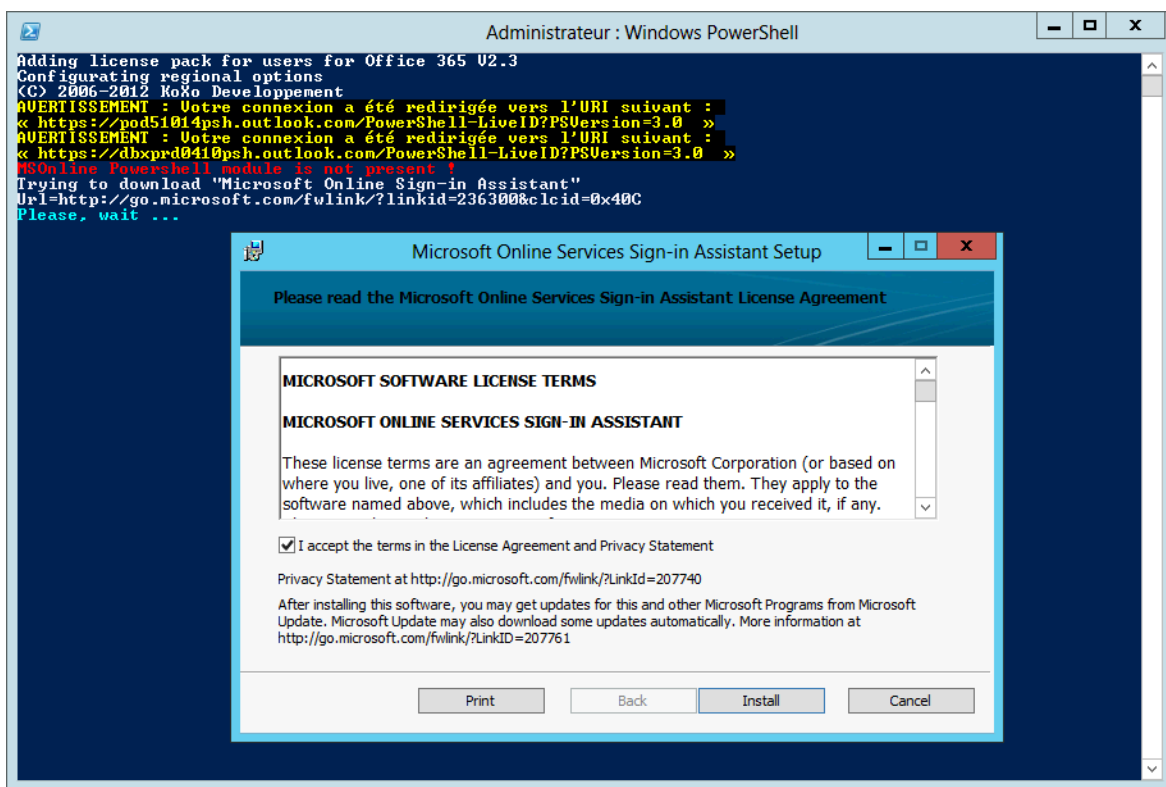 Administrateur : Windows PowerShell
Adding license pack for users for Office 365 V2.3
Configurating regional options
(C) 2006-2012 KoXo Developpement
AVERTISSEMENT : Votre connexion a été redirigée vers l'URI suivant :
« https://pod51014psh.outlook.com/PowerShell-LiveID?PSVersion=3.0  »
AVERTISSEMENT : Votre connexion a été redirigée vers l'URI suivant :
« https://dbxprd0410psh.outlook.com/PowerShell-LiveID?PSVersion=3.0  »
MSOnline Powershell module is not present !
Trying to download "Microsoft Online Sign-in Assistant"
Url=http://go.microsoft.com/fwlink/?linkid=236300&clcid=0x40C
Please, wait ...
Microsoft Online Services Sign-in Assistant Setup
Please read the Microsoft Online Services Sign-in Assistant License Agreement
MICROSOFT SOFTWARE LICENSE TERMS
MICROSOFT ONLINE SERVICES SIGN-IN ASSISTANT
These license terms are an agreement between Microsoft Corporation (or based on
where you live, one of its affiliates) and you. Please read them. They apply to the
software named above, which includes the media on which you received it, if any.
I accept the terms in the License Agreement and Privacy Statement
Privacy Statement at http://go.microsoft.com/fwlink/?LinkId=207740
After installing this software, you may get updates for this and other Microsoft Programs from Microsoft
Update. Microsoft Update may also download some updates automatically. More information at
http://go.microsoft.com/fwlink/?LinkID=207761
Print
Back
Install
Cancel